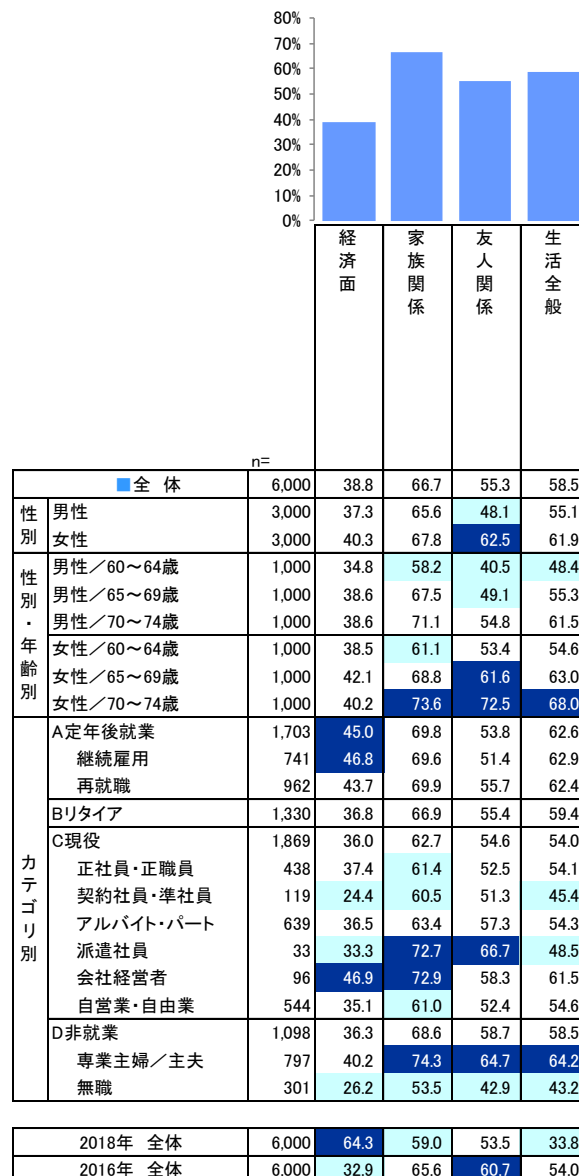 80%
70%
60%
50%
40%
30%
20%
10%
0%
経済面
家族関係
友人関係
生活全般
n=
■全 体 6,000 38.8 66.7 55.3 58.5
性別
男性 3,000 37.3 65.6 48.1 55.1
女性 3,000 40.3 67.8 62.5 61.9
性別・年齢別
男性/60～64歳 1,000 34.8 58.2 40.5 48.4
男性/65～69歳 1,000 38.6 67.5 49.1 55.3
男性/70～74歳 1,000 38.6 71.1 54.8 61.5
女性/60～64歳 1,000 38.5 61.1 53.4 54.6
女性/65～69歳 1,000 42.1 68.8 61.6 63.0
女性/70～74歳 1,000 40.2 73.6 72.5 68.0
カテゴリ別
A定年後就業 1,703 45.0 69.8 53.8 62.6
継続雇用 741 46.8 69.6 51.4 62.9
再就職 962 43.7 69.9 55.7 62.4
Bリタイア 1,330 36.8 66.9 55.4 59.4
C現役 1,869 36.0 62.7 54.6 54.0
正社員・正職員 438 37.4 61.4 52.5 54.1
契約社員・準社員 119 24.4 60.5 51.3 45.4
アルバイト・パート 639 36.5 63.4 57.3 54.3
派遣社員 33 33.3 72.7 66.7 48.5
会社経営者 96 46.9 72.9 58.3 61.5
自営業・自由業 544 35.1 61.0 52.4 54.6
D非就業 1,098 36.3 68.6 58.7 58.5
専業主婦/主夫 797 40.2 74.3 64.7 64.2
無職 301 26.2 53.5 42.9 43.2
2018年 全体 6,000 64.3 59.0 53.5 33.8
2016年 全体 6,000 32.9 65.6 60.7 54.0